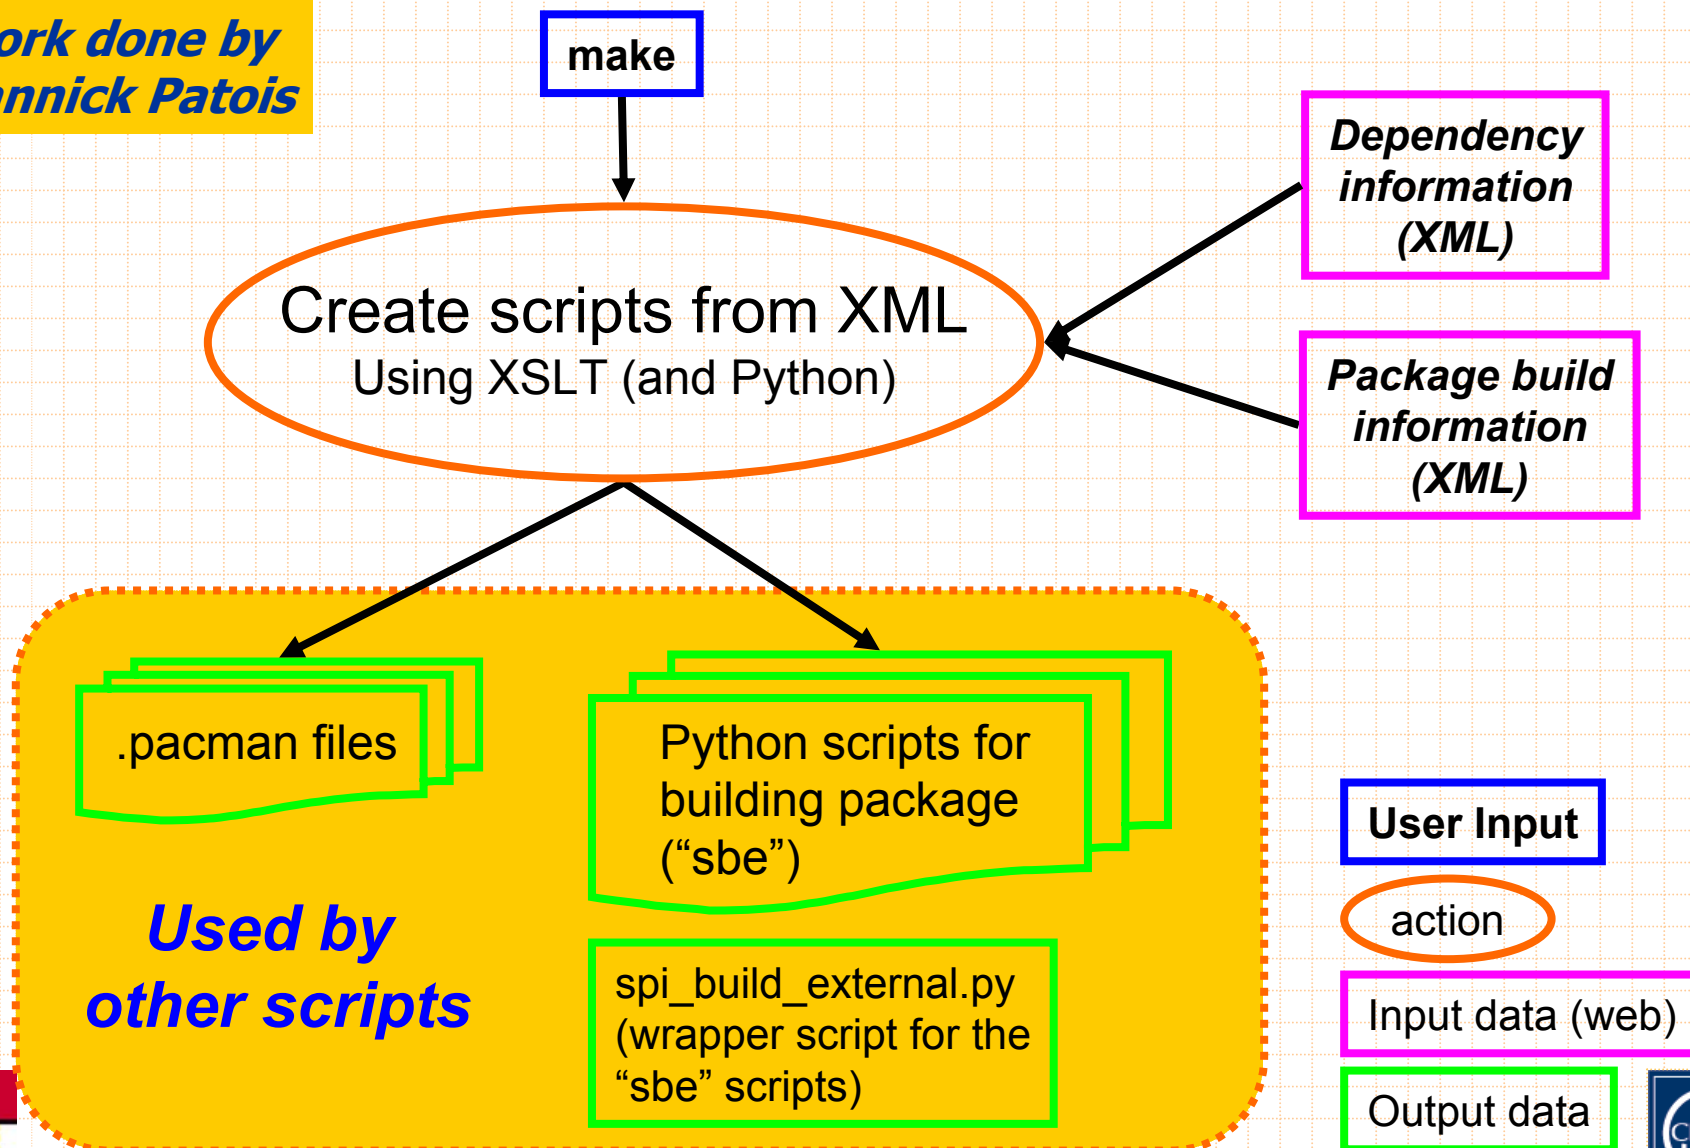 done by
Patois
make
Dependency
information
(XML)
Create scripts from XML
Using XSLT (and Python)
Package build
information
(XML)
.pacman files
Python scripts for
building package
(“sbe”)
Used by
other scripts
spi_build_external.py
(wrapper script for the
“sbe” scripts)
User Input
action
Input data (web)
Output data